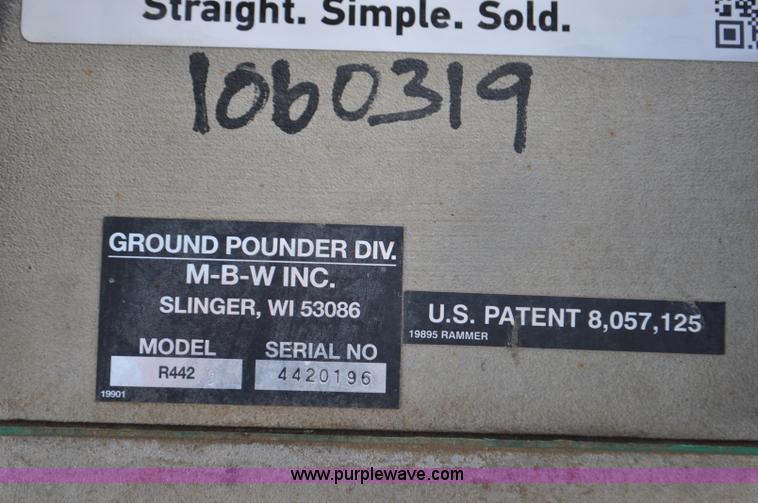 Straight. Simple. Sold.
1060319
GROUND POUNDER DIV.
M-B-W INC.
SLINGER, WI 53086
MODEL SERIAL NO
R442 4420196
19901
U.S. PATENT 8,057,125
19895 RAMMER
www.purplewave.com